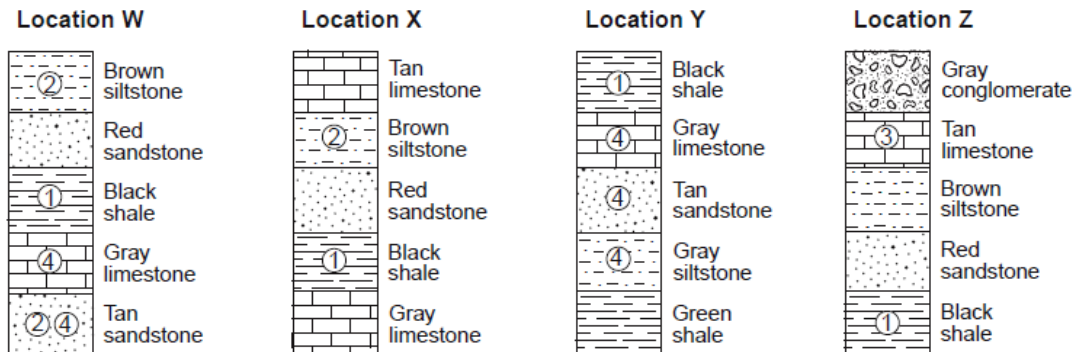 Location W
② Brown
siltstone
Red
sandstone
① Black
shale
④ Gray
limestone
②④ Tan
sandstone
Location X
Tan
limestone
② Brown
siltstone
Red
sandstone
① Black
shale
Gray
limestone
Location Y
① Black
shale
④ Gray
limestone
④ Tan
sandstone
④ Gray
siltstone
Green
shale
Location Z
Gray
conglomerate
③ Tan
limestone
Brown
siltstone
Red
sandstone
① Black
shale